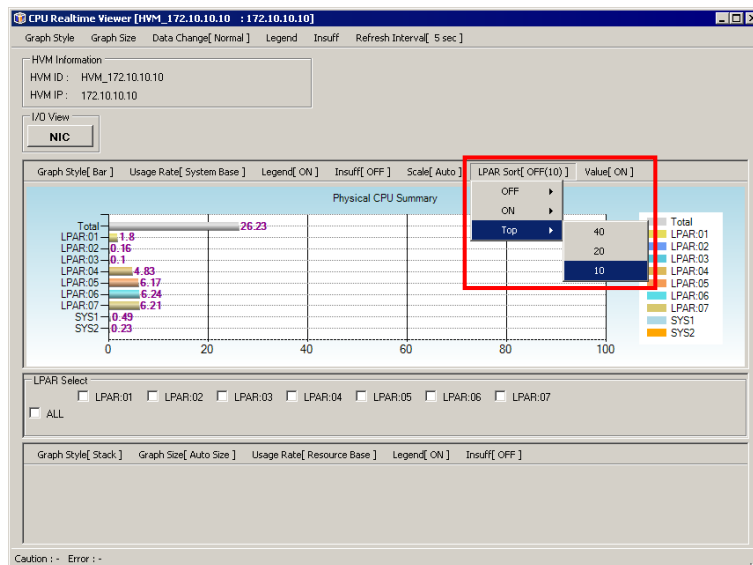 CPU Realtime Viewer [HVM_172.10.10.10 : 172.10.10.10]
Graph Style Graph Size Data Change[ Normal ] Legend Insuff Refresh Interval[ 5 sec ]
HVM Information
HVM ID : HVM_172.10.10.10
HVM IP : 172.10.10.10
I/O View
NIC
Graph Style[ Bar ] Usage Rate[ System Base ] Legend[ ON ] Insuff[ OFF ] Scale[ Auto ] LPAR Sort[ OFF(10) ] Value[ ON ]
OFF
ON
Top
40
20
10
Physical CPU Summary
Total 26.23
LPAR:01 1.8
LPAR:02 0.16
LPAR:03 0.1
LPAR:04 4.83
LPAR:05 6.17
LPAR:06 6.24
LPAR:07 6.21
SYS1 0.49
SYS2 0.23
0 20 40 60 80 100
Total
LPAR:01
LPAR:02
LPAR:03
LPAR:04
LPAR:05
LPAR:06
LPAR:07
SYS1
SYS2
LPAR Select
LPAR:01 LPAR:02 LPAR:03 LPAR:04 LPAR:05 LPAR:06 LPAR:07
ALL
Graph Style[ Stack ] Graph Size[ Auto Size ] Usage Rate[ Resource Base ] Legend[ ON ] Insuff[ OFF ]
Caution : - Error : -